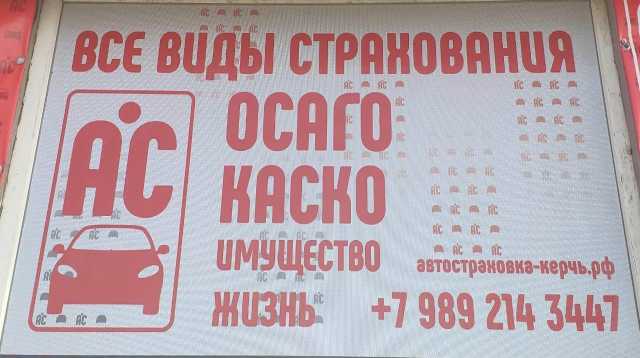 ВСЕ ВИДЫ СТРАХОВАНИЯ
АС
ОСАГО
КАСКО
ИМУЩЕСТВО
автостраховка-керчь.рф
ЖИЗНЬ
+7 989 214 3447